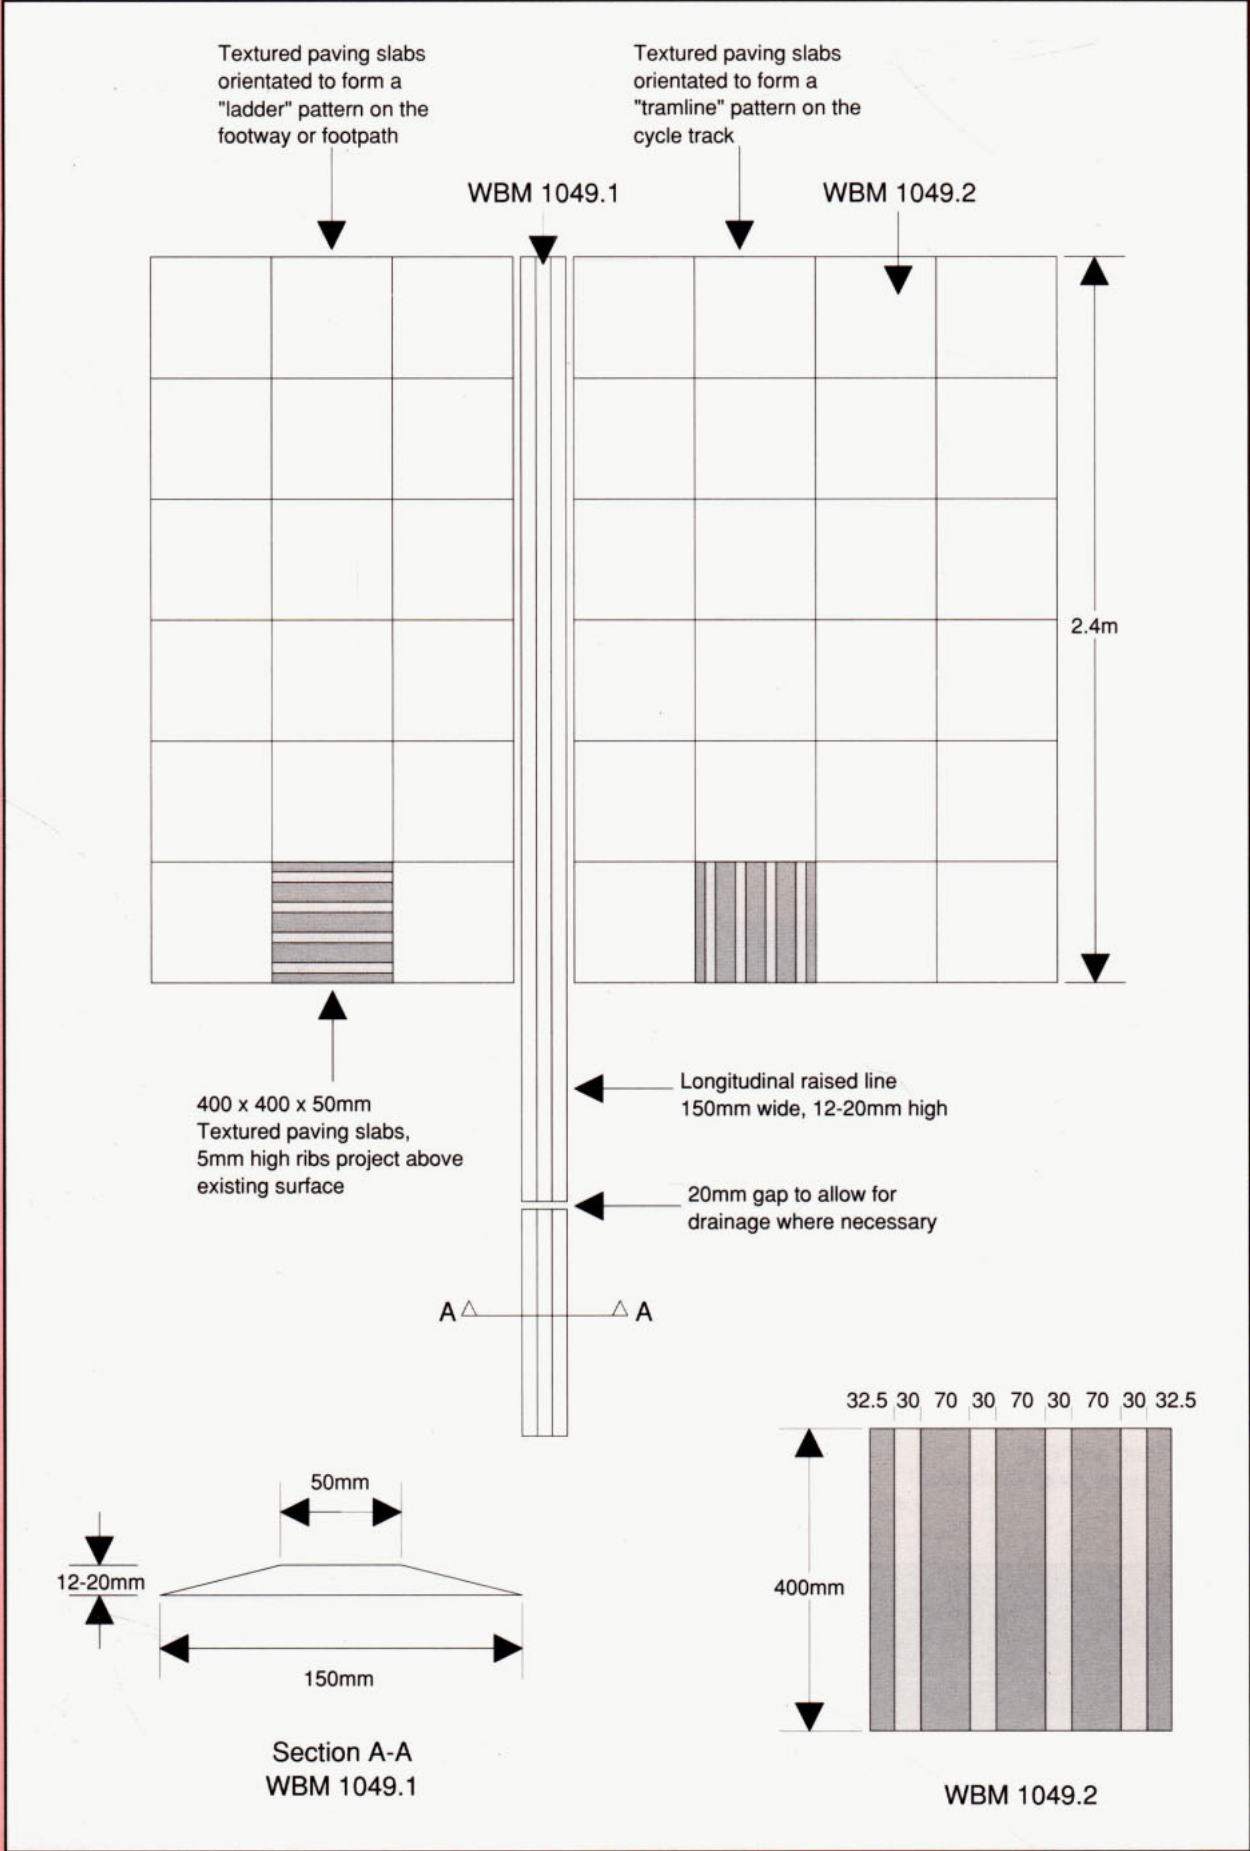 Textured paving slabs
orientated to form a
"ladder" pattern on the
footway or footpath
Textured paving slabs
orientated to form a
"tramline" pattern on the
cycle track
WBM 1049.1
WBM 1049.2
2.4m
400 x 400 x 50mm
Textured paving slabs,
5mm high ribs project above
existing surface
Longitudinal raised line
150mm wide, 12-20mm high
20mm gap to allow for
drainage where necessary
A A
50mm
12-20mm
150mm
Section A-A
WBM 1049.1
32.5 30 70 30 70 30 70 30 32.5
400mm
WBM 1049.2